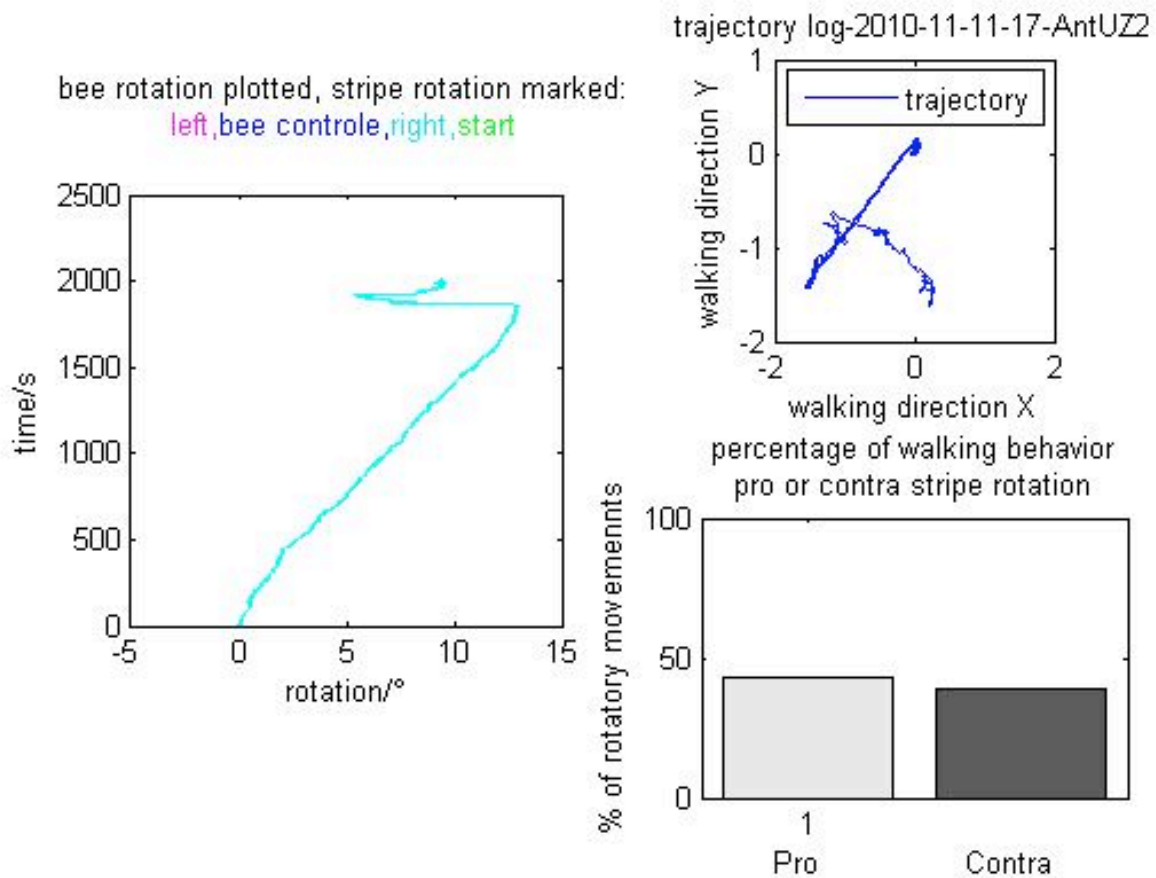 trajectory log-2010-11-11-17-AntUZ2
bee rotation plotted, stripe rotation marked:
left,bee controle,right,start
2500
2000
1500
1000
500
0
time/s
-5 0 5 10 15
rotation/°
1
0
-1
-2
walking direction Y
trajectory
-2 0 2
walking direction X
percentage of walking behavior
pro or contra stripe rotation
100
50
0
% of rotatory movemennts
1
Pro Contra